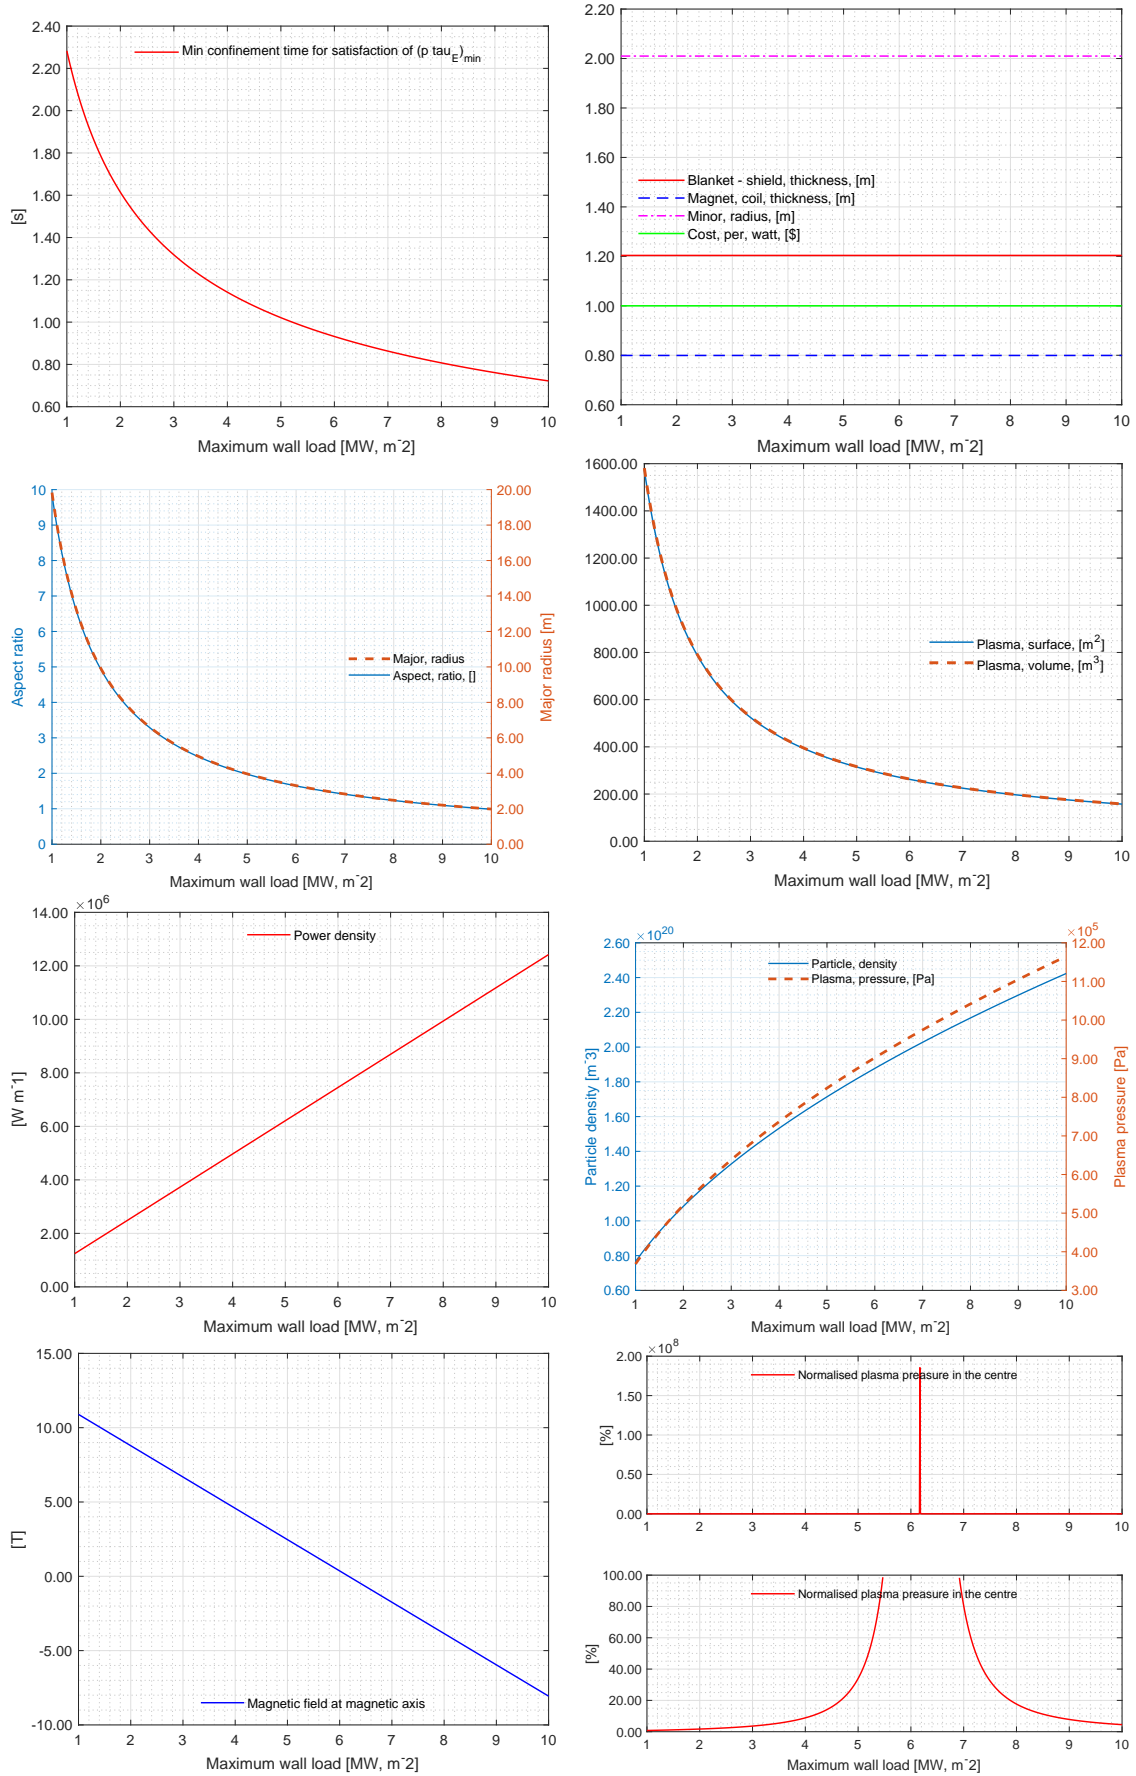 2.40
2.20
2.00
1.80
1.60
1.40
1.20
1.00
0.80
0.60
[s]
Min confinement time for satisfaction of (p tau_E)_min
1 2 3 4 5 6 7 8 9 10
Maximum wall load [MW, m^-2]
2.20
2.00
1.80
1.60
1.40
1.20
1.00
0.80
0.60
Blanket - shield, thickness, [m]
Magnet, coil, thickness, [m]
Minor, radius, [m]
Cost, per, watt, [$]
1 2 3 4 5 6 7 8 9 10
Maximum wall load [MW, m^-2]
10
9
8
7
6
5
4
3
2
1
0
Aspect ratio
Major, radius
Aspect, ratio, []
20.00
18.00
16.00
14.00
12.00
10.00
8.00
6.00
4.00
2.00
0.00
Major radius [m]
1 2 3 4 5 6 7 8 9 10
Maximum wall load [MW, m^-2]
1600.00
1400.00
1200.00
1000.00
800.00
600.00
400.00
200.00
0.00
Plasma, surface, [m^2]
Plasma, volume, [m^3]
1 2 3 4 5 6 7 8 9 10
Maximum wall load [MW, m^-2]
×10^6
14.00
12.00
10.00
8.00
6.00
4.00
2.00
0.00
[W m^-1]
Power density
1 2 3 4 5 6 7 8 9 10
Maximum wall load [MW, m^-2]
×10^20
2.60
2.40
2.20
2.00
1.80
1.60
1.40
1.20
1.00
0.80
0.60
Particle density [m^-3]
Particle, density
Plasma, pressure, [Pa]
×10^5
12.00
11.00
10.00
9.00
8.00
7.00
6.00
5.00
4.00
3.00
Plasma pressure [Pa]
1 2 3 4 5 6 7 8 9 10
Maximum wall load [MW, m^-2]
15.00
10.00
5.00
0.00
-5.00
-10.00
[T]
Magnetic field at magnetic axis
1 2 3 4 5 6 7 8 9 10
Maximum wall load [MW, m^-2]
×10^8
2.00
1.50
1.00
0.50
0.00
[%]
Normalised plasma preasure in the centre
1 2 3 4 5 6 7 8 9 10
100.00
80.00
60.00
40.00
20.00
0.00
[%]
Normalised plasma preasure in the centre
1 2 3 4 5 6 7 8 9 10
Maximum wall load [MW, m^-2]